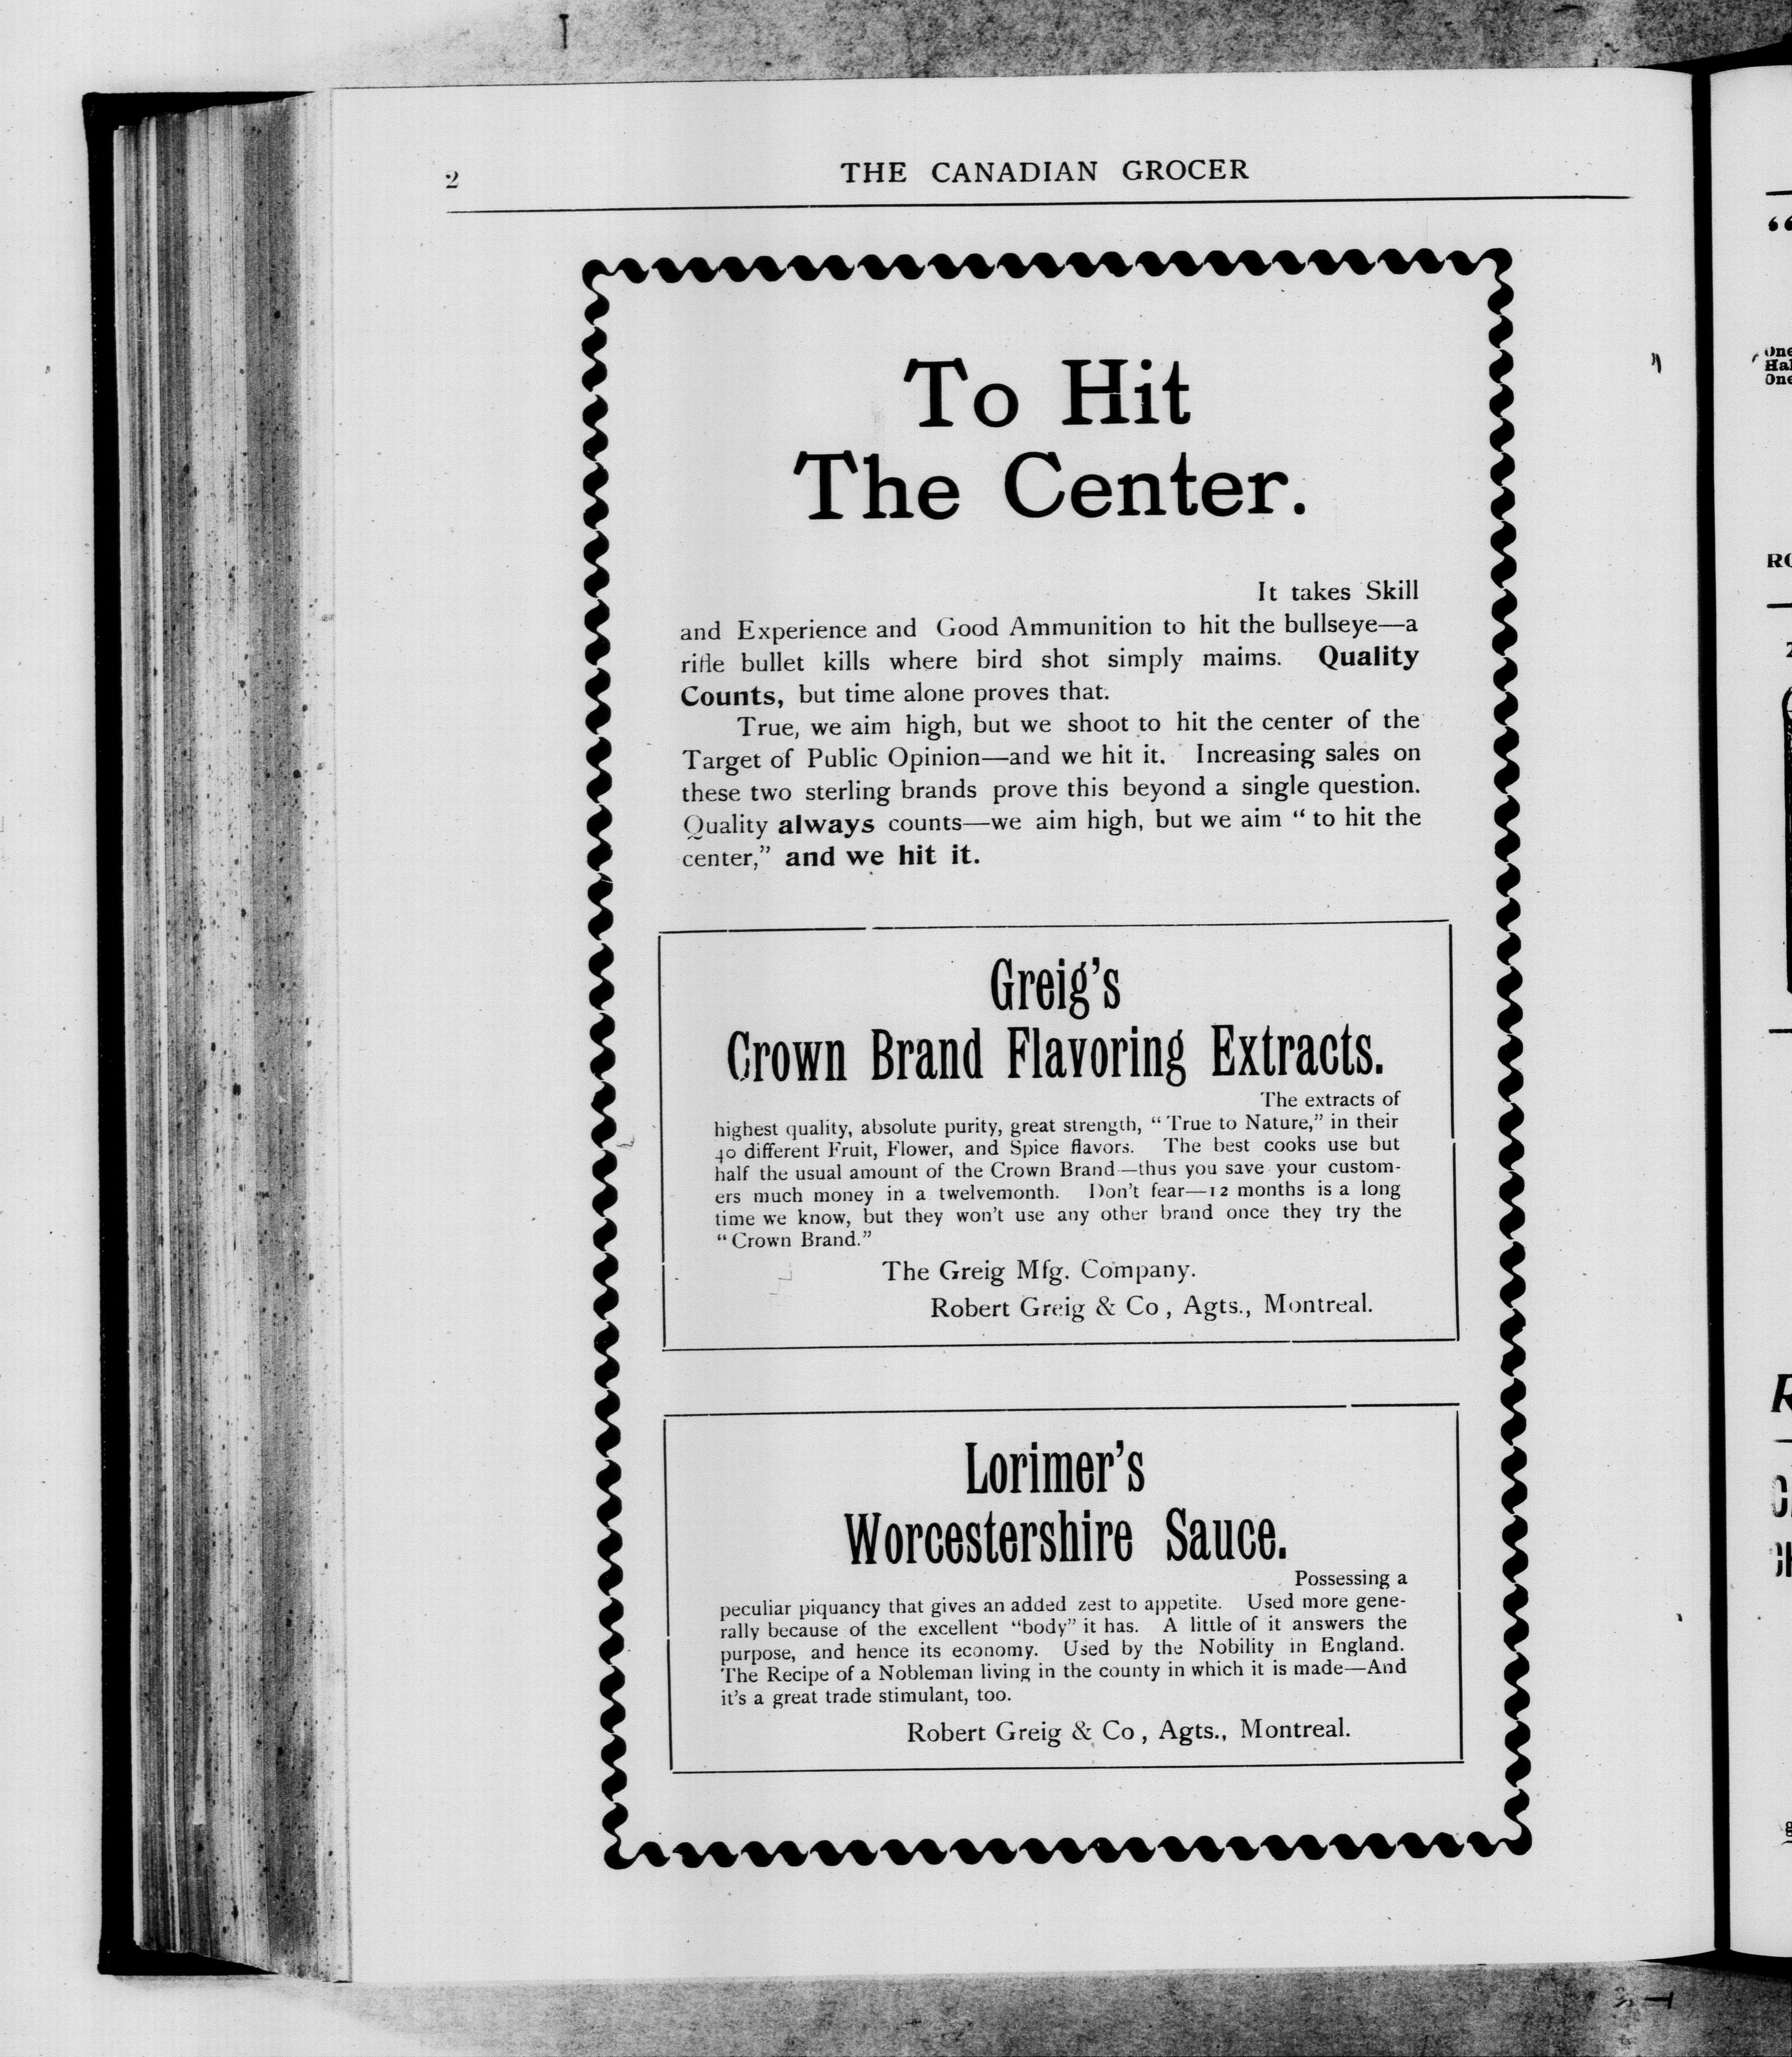 2
THE CANADIAN GROCER
To Hit
The Center.
It takes Skill
and Experience and Good Ammunition to hit the bullseye—a
rifle bullet kills where bird shot simply maims. Quality
Counts, but time alone proves that.
True, we aim high, but we shoot to hit the center of the
Target of Public Opinion—and we hit it. Increasing sales on
these two sterling brands prove this beyond a single question.
Quality always counts—we aim high, but we aim “ to hit the
center,” and we hit it.
Greig's
Crown Brand Flavoring Extracts.
The extracts of
highest quality, absolute purity, great strength, “ True to Nature,” in their
40 different Fruit, Flower, and Spice flavors. The best cooks use but
half the usual amount of the Crown Brand—thus you save your custom-
ers much money in a twelvemonth. Don't fear—12 months is a long
time we know, but they won't use any other brand once they try the
“ Crown Brand.”
The Greig Mfg. Company.
Robert Greig & Co , Agts., Montreal.
Lorimer's
Worcestershire Sauce.
Possessing a
peculiar piquancy that gives an added zest to appetite. Used more gene-
rally because of the excellent “body” it has. A little of it answers the
purpose, and hence its economy. Used by the Nobility in England.
The Recipe of a Nobleman living in the county in which it is made—And
it's a great trade stimulant, too.
Robert Greig & Co , Agts., Montreal.
One
One